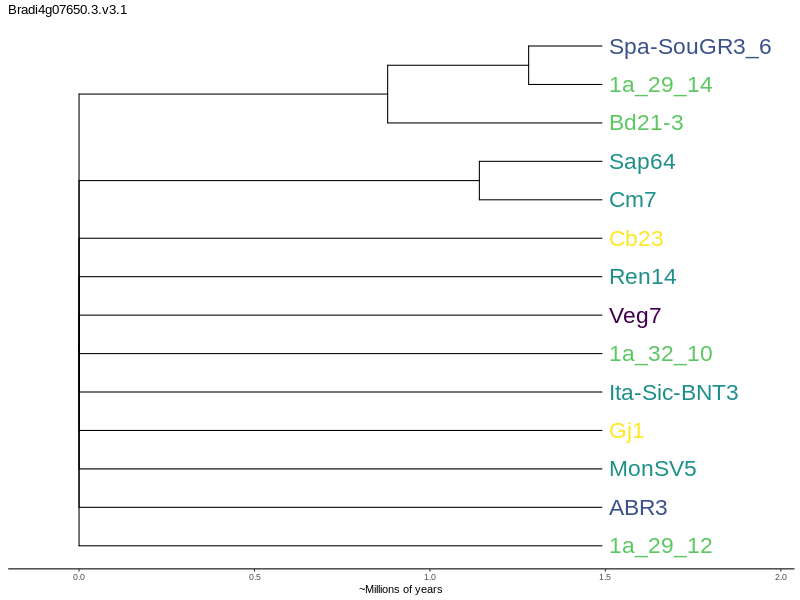 Bradi4g07650.3.v3.1
Spa-SouGR3_6
1a_29_14
Bd21-3
Sap64
Cm7
Cb23
Ren14
Veg7
1a_32_10
Ita-Sic-BNT3
Gj1
MonSV5
ABR3
1a_29_12
0.0 0.5 1.0 1.5 2.0
~Millions of years